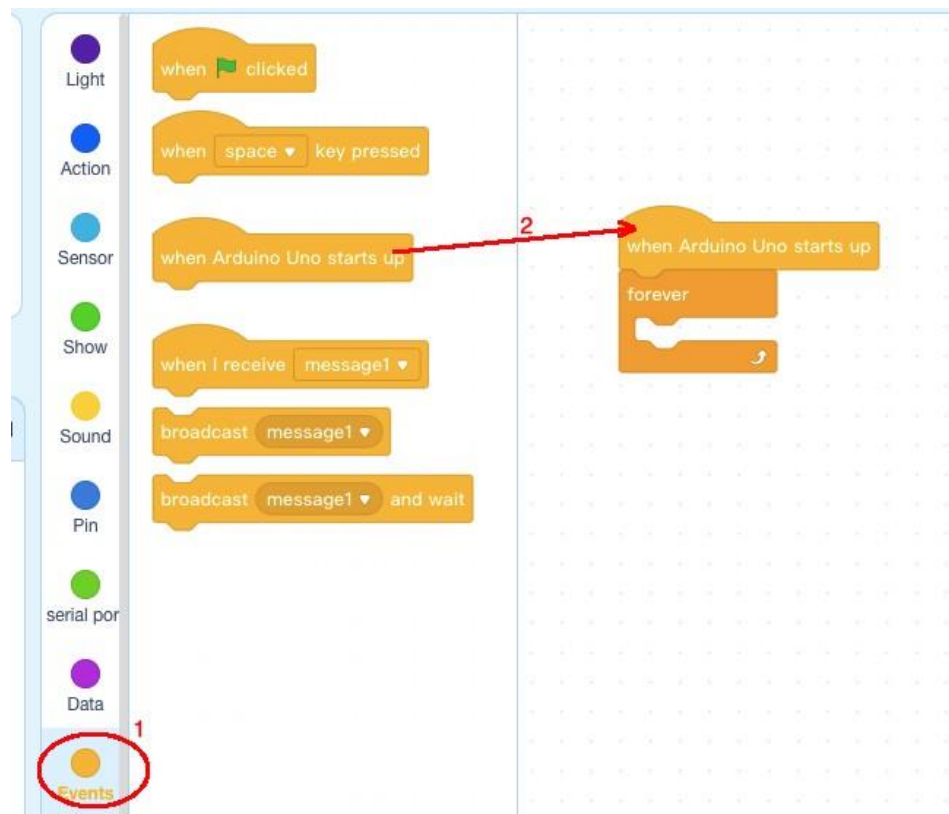 Light
Action
Sensor
Show
Sound
Pin
serial por
Data
1
Events
when clicked
when space key pressed
when Arduino Uno starts up
when I receive message1
broadcast message1
broadcast message1 and wait
2
when Arduino Uno starts up
forever